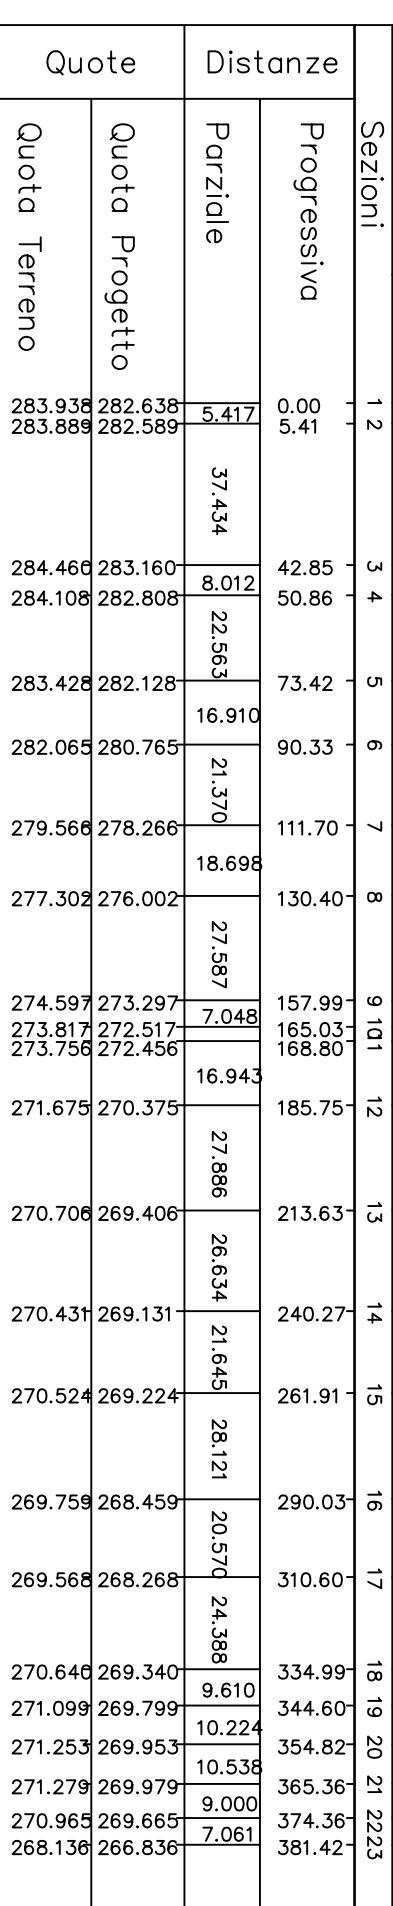 Quote Distanze
Quota Terreno Quota Progetto Parziale Progressiva Sezioni
283.938 282.638 0.00 1
5.417
283.889 282.589 5.41 2
37.434
284.460 283.160 42.85 3
8.012
284.108 282.808 50.86 4
22.563
283.428 282.128 73.42 5
16.910
282.065 280.765 90.33 6
21.370
279.566 278.266 111.70 7
18.698
277.302 276.002 130.40 8
27.587
274.597 273.297 157.99 9
7.048
273.817 272.517 165.03 10
273.756 272.456 168.80 11
16.943
271.675 270.375 185.75 12
27.886
270.706 269.406 213.63 13
26.634
270.431 269.131 240.27 14
21.645
270.524 269.224 261.91 15
28.121
269.759 268.459 290.03 16
20.570
269.568 268.268 310.60 17
24.388
270.640 269.340 334.99 18
9.610
271.099 269.799 344.60 19
10.224
271.253 269.953 354.82 20
10.538
271.279 269.979 365.36 21
9.000
270.965 269.665 374.36 22
7.061
268.136 266.836 381.42 23